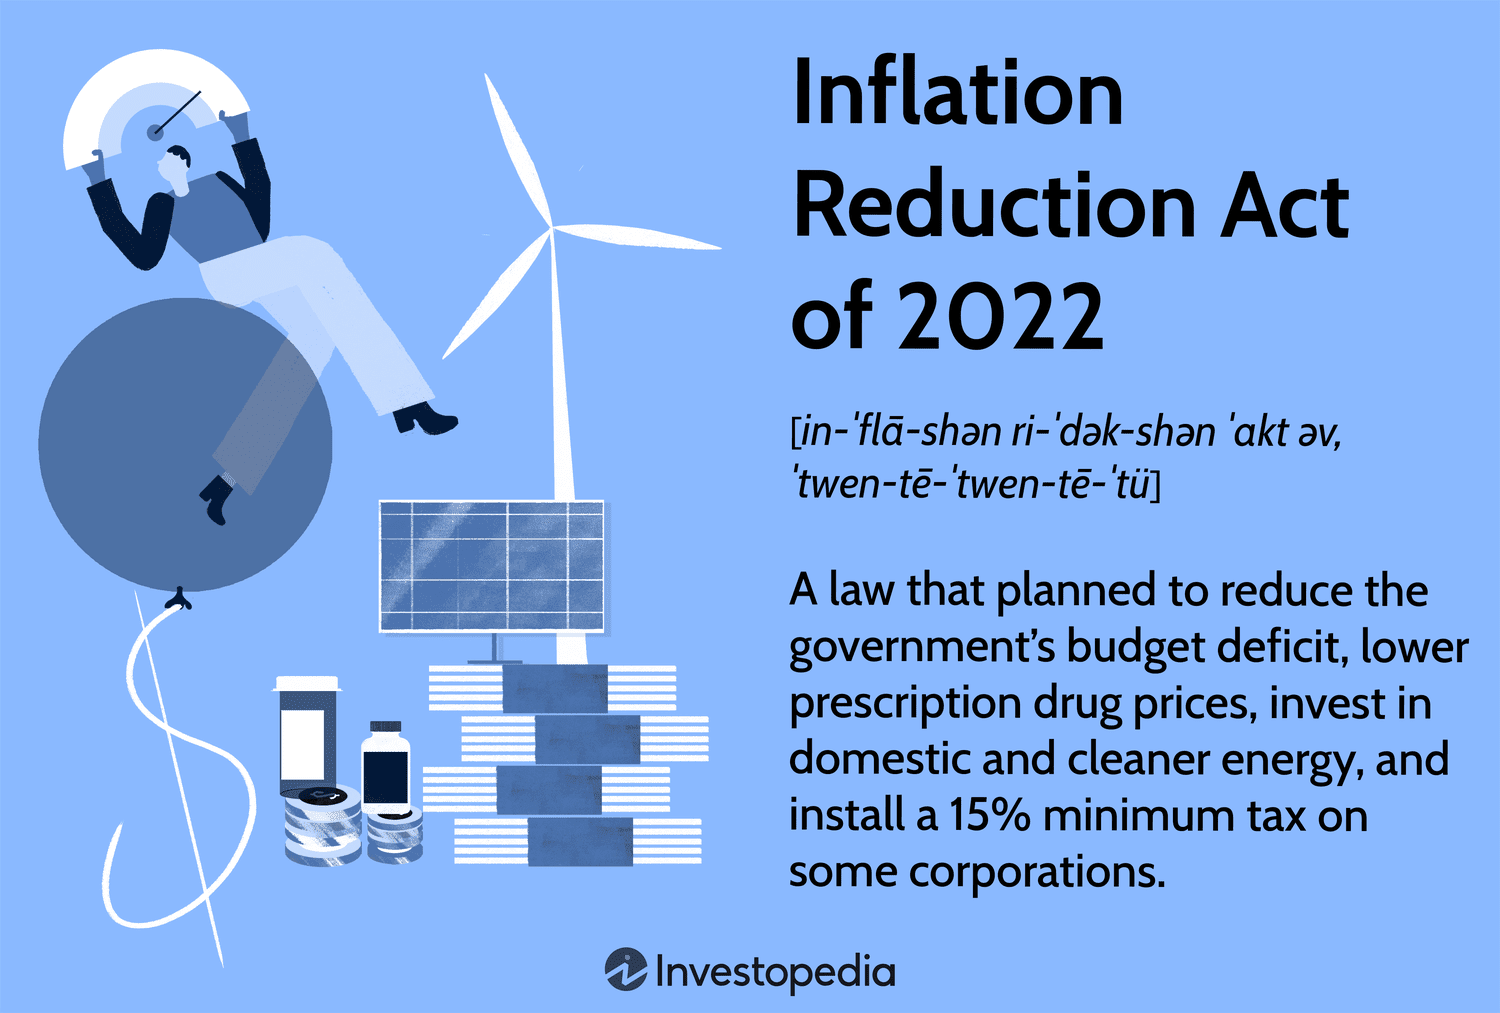 Inflation
Reduction Act
of 2022
[in-ˈflā-shən ri-ˈdək-shən ˈakt əv,
ˈtwen-tē-ˈtwen-tē-ˈtü]
A law that planned to reduce the
government’s budget deficit, lower
prescription drug prices, invest in
domestic and cleaner energy, and
install a 15% minimum tax on
some corporations.
Investopedia